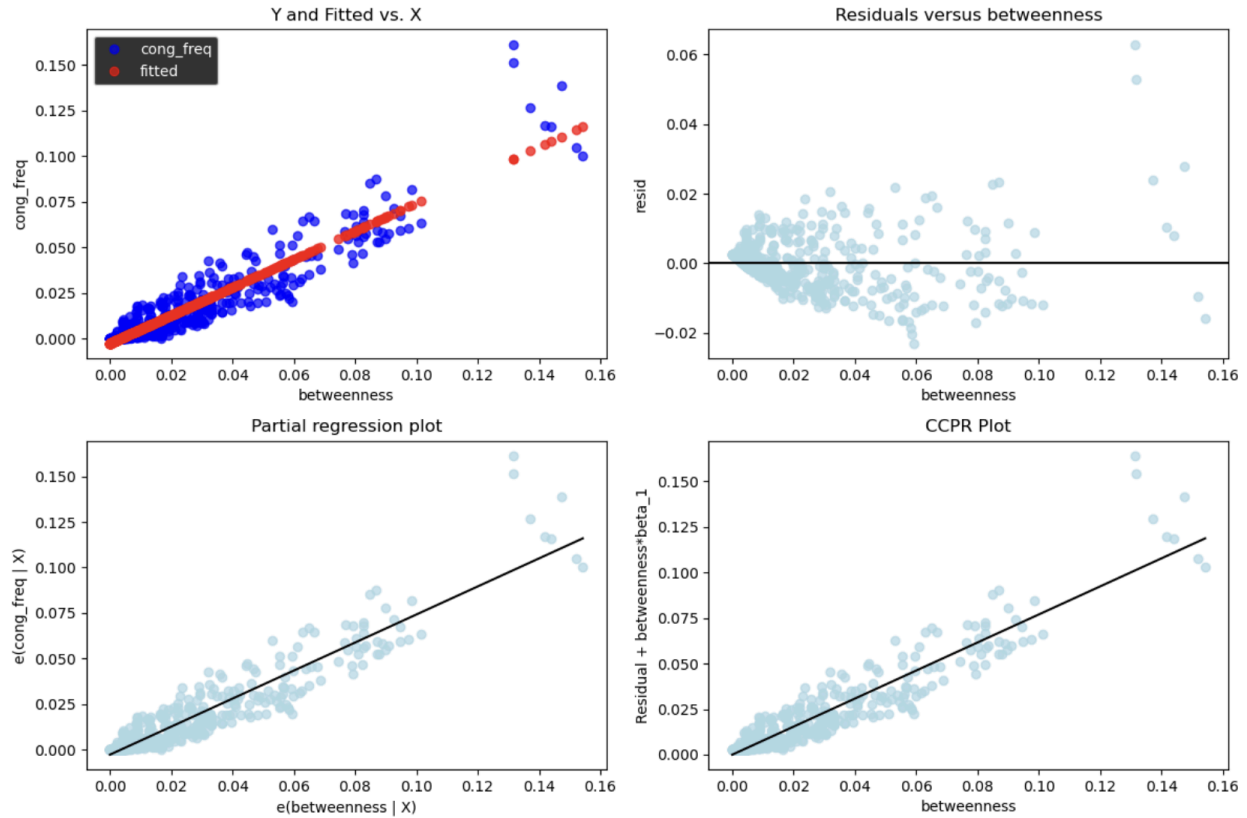 Y and Fitted vs. X
cong_freq
fitted
0.150
0.125
0.100
0.075
0.050
0.025
0.000
cong_freq
0.00 0.02 0.04 0.06 0.08 0.10 0.12 0.14 0.16
betweenness
Residuals versus betweenness
0.06
0.04
0.02
0.00
−0.02
resid
0.00 0.02 0.04 0.06 0.08 0.10 0.12 0.14 0.16
betweenness
Partial regression plot
0.150
0.125
0.100
0.075
0.050
0.025
0.000
e(cong_freq | X)
0.00 0.02 0.04 0.06 0.08 0.10 0.12 0.14 0.16
e(betweenness | X)
CCPR Plot
0.150
0.125
0.100
0.075
0.050
0.025
0.000
Residual + betweenness*beta_1
0.00 0.02 0.04 0.06 0.08 0.10 0.12 0.14 0.16
betweenness